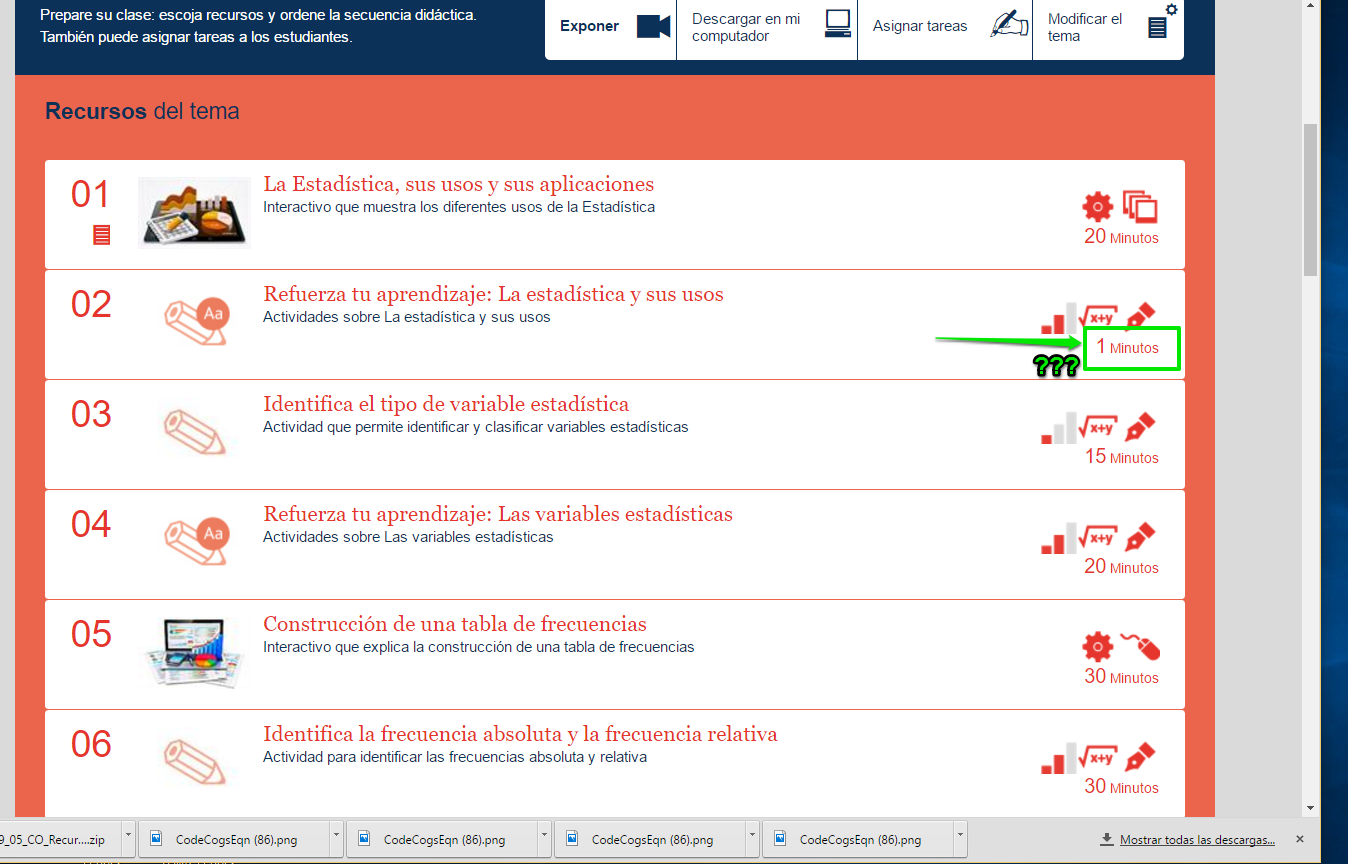 Prepare su clase: escoja recursos y ordene la secuencia didáctica.
También puede asignar tareas a los estudiantes.
Exponer
Descargar en mi
computador
Asignar tareas
Modificar el
tema
Recursos del tema
01
La Estadística, sus usos y sus aplicaciones
Interactivo que muestra los diferentes usos de la Estadística
20 Minutos
02
Aa
Refuerza tu aprendizaje: La estadística y sus usos
Actividades sobre La estadística y sus usos
√x+y
1 Minutos
???
03
Identifica el tipo de variable estadística
Actividad que permite identificar y clasificar variables estadísticas
√x+y
15 Minutos
04
Aa
Refuerza tu aprendizaje: Las variables estadísticas
Actividades sobre Las variables estadísticas
√x+y
20 Minutos
05
Construcción de una tabla de frecuencias
Interactivo que explica la construcción de una tabla de frecuencias
30 Minutos
06
Identifica la frecuencia absoluta y la frecuencia relativa
Actividad para identificar las frecuencias absoluta y relativa
√x+y
30 Minutos
9_05_CO_Recur....zip
CodeCogsEqn (86).png
CodeCogsEqn (86).png
CodeCogsEqn (86).png
CodeCogsEqn (86).png
Mostrar todas las descargas...